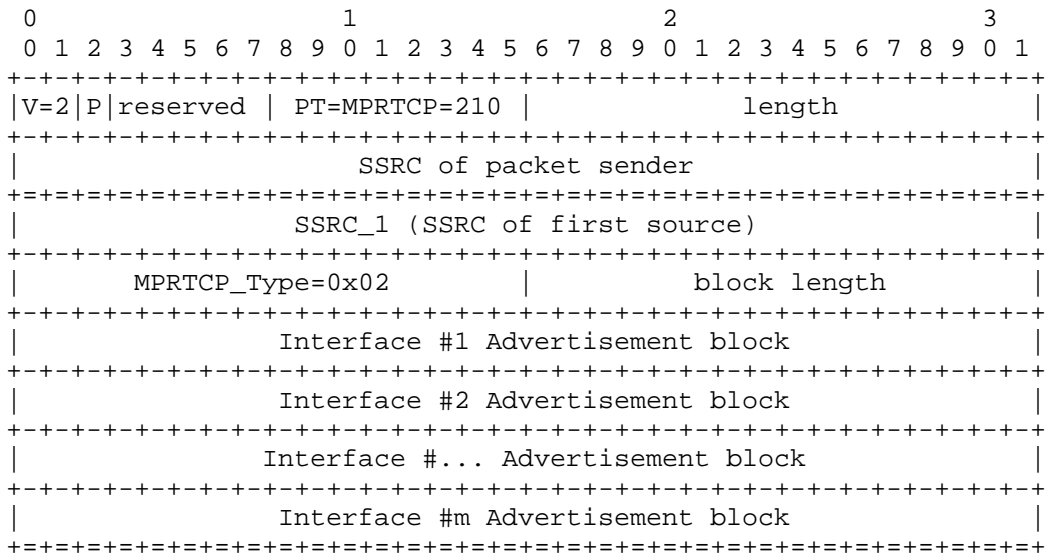 0                   1                   2                   3
0 1 2 3 4 5 6 7 8 9 0 1 2 3 4 5 6 7 8 9 0 1 2 3 4 5 6 7 8 9 0 1
+-+-+-+-+-+-+-+-+-+-+-+-+-+-+-+-+-+-+-+-+-+-+-+-+-+-+-+-+-+-+-+-+
|V=2|P|reserved | PT=MPRTCP=210 |             length            |
+-+-+-+-+-+-+-+-+-+-+-+-+-+-+-+-+-+-+-+-+-+-+-+-+-+-+-+-+-+-+-+-+
|                     SSRC of packet sender                     |
+=+=+=+=+=+=+=+=+=+=+=+=+=+=+=+=+=+=+=+=+=+=+=+=+=+=+=+=+=+=+=+=+
|                 SSRC_1 (SSRC of first source)                 |
+-+-+-+-+-+-+-+-+-+-+-+-+-+-+-+-+-+-+-+-+-+-+-+-+-+-+-+-+-+-+-+-+
|       MPRTCP_Type=0x02        |          block length         |
+-+-+-+-+-+-+-+-+-+-+-+-+-+-+-+-+-+-+-+-+-+-+-+-+-+-+-+-+-+-+-+-+
|                Interface #1 Advertisement block               |
+-+-+-+-+-+-+-+-+-+-+-+-+-+-+-+-+-+-+-+-+-+-+-+-+-+-+-+-+-+-+-+-+
|                Interface #2 Advertisement block               |
+-+-+-+-+-+-+-+-+-+-+-+-+-+-+-+-+-+-+-+-+-+-+-+-+-+-+-+-+-+-+-+-+
|               Interface #... Advertisement block              |
+-+-+-+-+-+-+-+-+-+-+-+-+-+-+-+-+-+-+-+-+-+-+-+-+-+-+-+-+-+-+-+-+
|                Interface #m Advertisement block               |
+=+=+=+=+=+=+=+=+=+=+=+=+=+=+=+=+=+=+=+=+=+=+=+=+=+=+=+=+=+=+=+=+